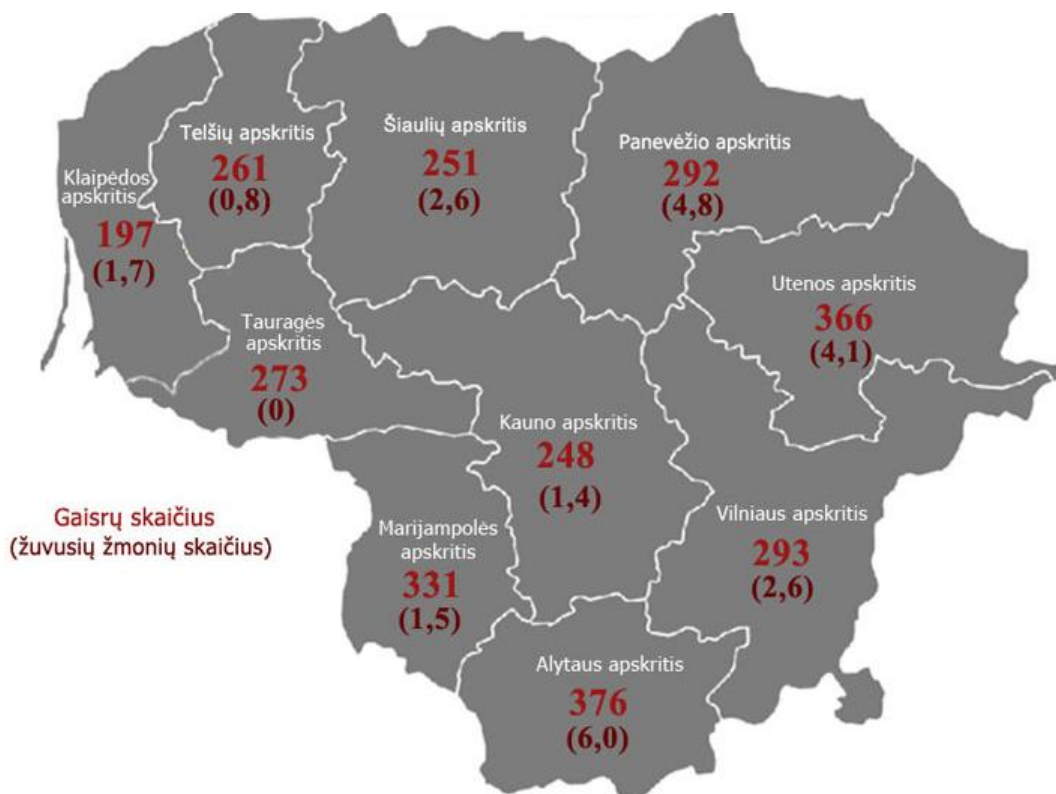 Telšių apskritis
261
(0,8)
Šiaulių apskritis
251
(2,6)
Panevėžio apskritis
292
(4,8)
Klaipėdos
apskritis
197
(1,7)
Utenos apskritis
366
(4,1)
Tauragės
apskritis
273
(0)
Kauno apskritis
248
(1,4)
Gaisrų skaičius
(žuvusių žmonių skaičius)
Marijampolės
apskritis
331
(1,5)
Vilniaus apskritis
293
(2,6)
Alytaus apskritis
376
(6,0)